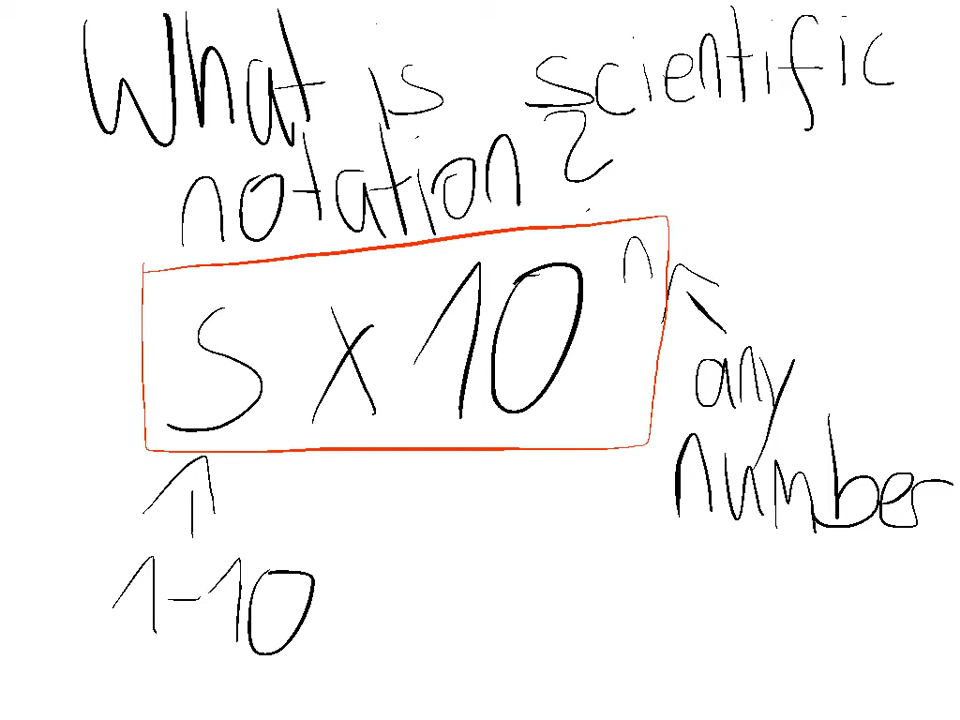 What is scientific
notation?
s x 10^n
any
number
1-10